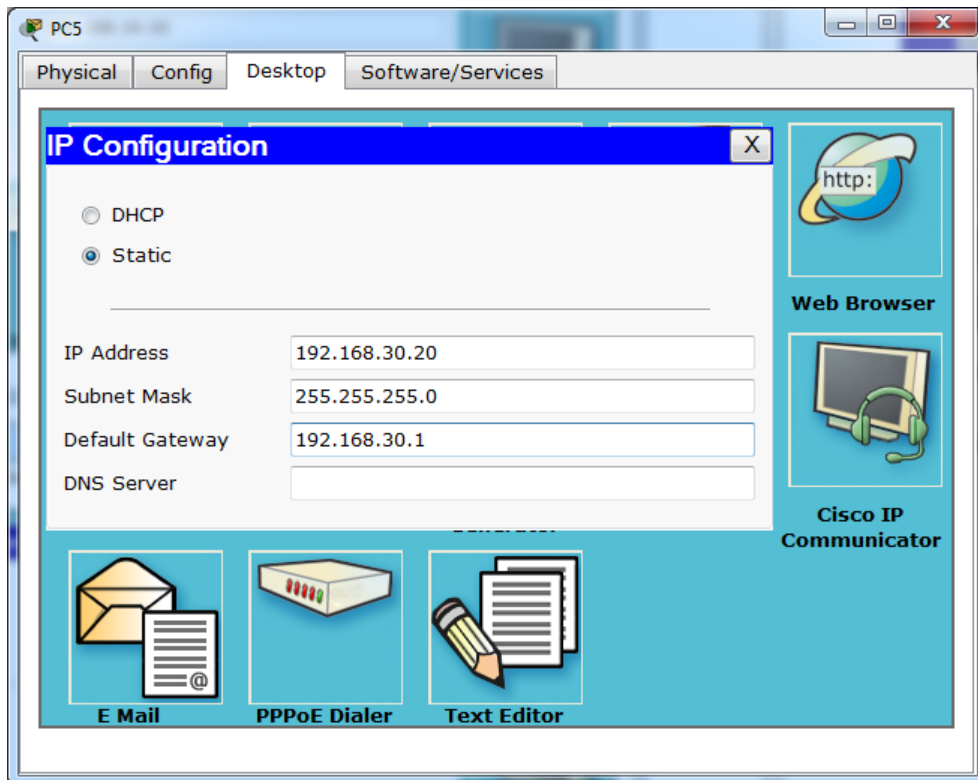 PC5
X
Physical Config Desktop Software/Services
IP Configuration X
DHCP
Static
http:
Web Browser
IP Address 192.168.30.20
Subnet Mask 255.255.255.0
Default Gateway 192.168.30.1
DNS Server
Cisco IP
Communicator
@
E Mail PPPoE Dialer Text Editor